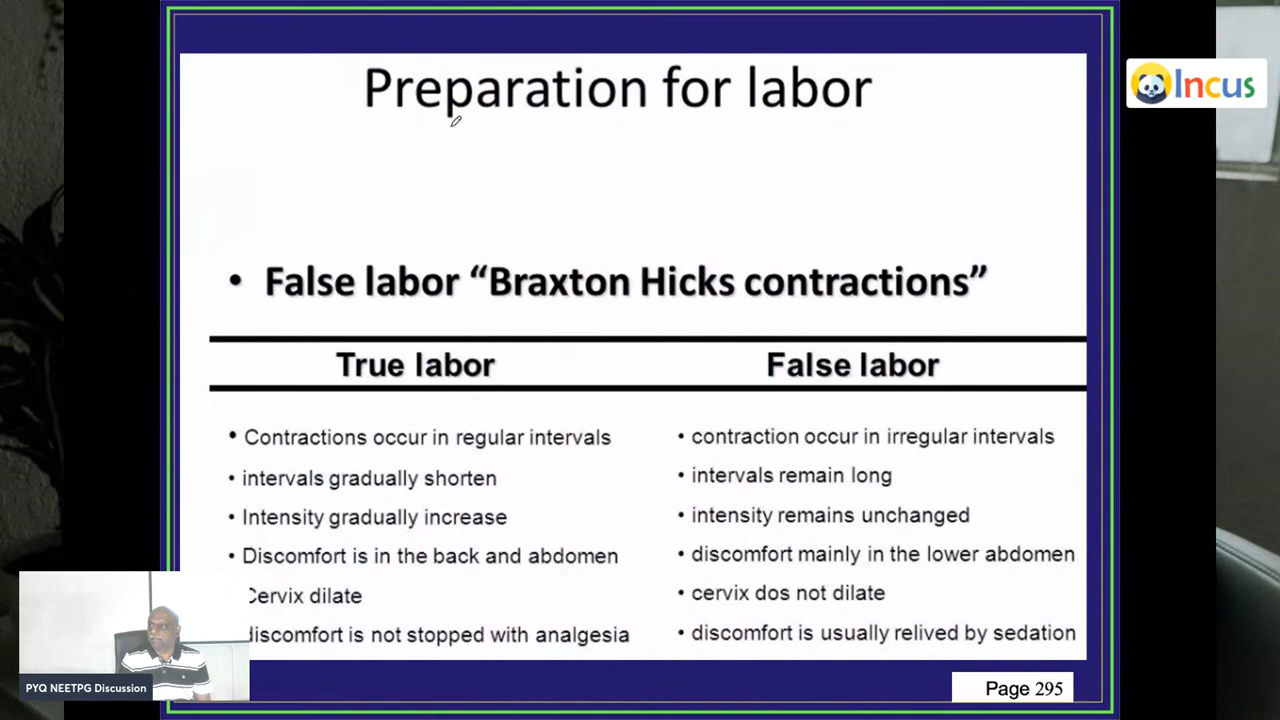 Incus
Preparation for labor
• False labor “Braxton Hicks contractions”
True labor False labor
• Contractions occur in regular intervals • contraction occur in irregular intervals
• intervals gradually shorten • intervals remain long
• Intensity gradually increase • intensity remains unchanged
• Discomfort is in the back and abdomen • discomfort mainly in the lower abdomen
Cervix dilate • cervix dos not dilate
discomfort is not stopped with analgesia • discomfort is usually relived by sedation
PYQ NEETPG Discussion
Page 295